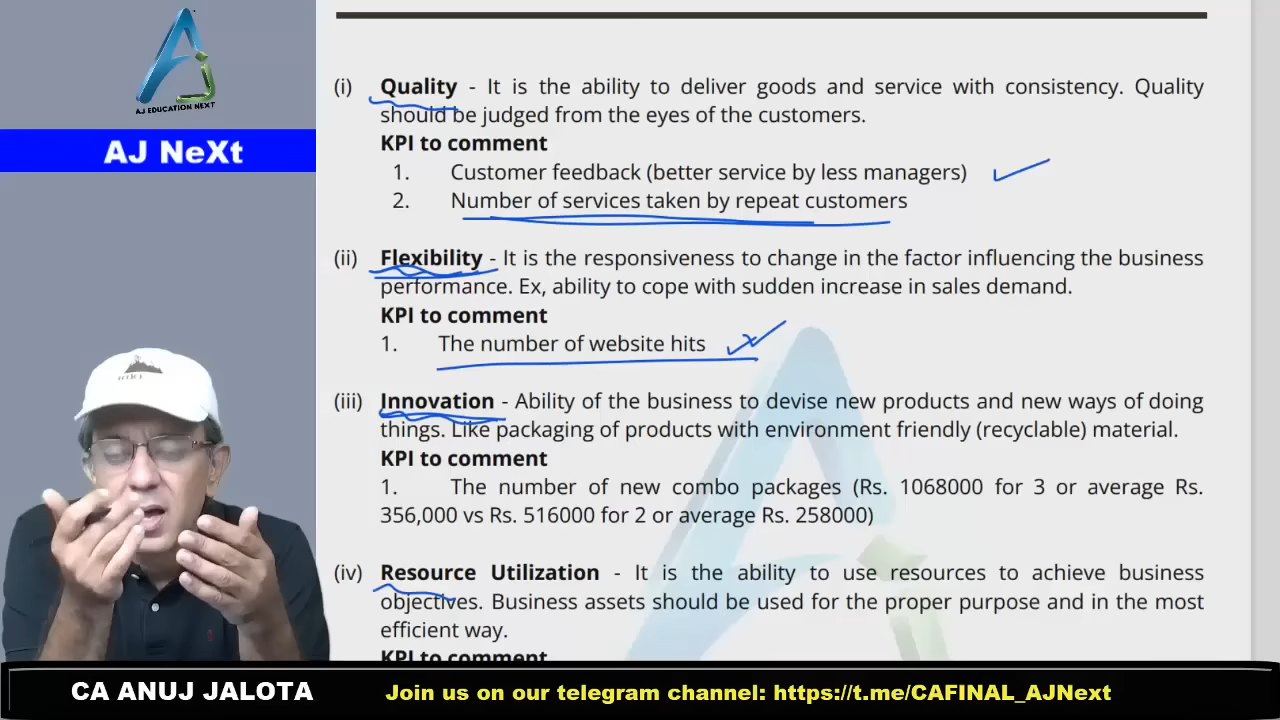 AJ EDUCATION NEXT
AJ NeXt
(i) Quality - It is the ability to deliver goods and service with consistency. Quality
should be judged from the eyes of the customers.
KPI to comment
1. Customer feedback (better service by less managers)
2. Number of services taken by repeat customers
(ii) Flexibility - It is the responsiveness to change in the factor influencing the business
performance. Ex, ability to cope with sudden increase in sales demand.
KPI to comment
1. The number of website hits
(iii) Innovation - Ability of the business to devise new products and new ways of doing
things. Like packaging of products with environment friendly (recyclable) material.
KPI to comment
1. The number of new combo packages (Rs. 1068000 for 3 or average Rs.
356,000 vs Rs. 516000 for 2 or average Rs. 258000)
(iv) Resource Utilization - It is the ability to use resources to achieve business
objectives. Business assets should be used for the proper purpose and in the most
efficient way.
KPI to comment
CA ANUJ JALOTA
Join us on our telegram channel: https://t.me/CAFINAL_AJNext